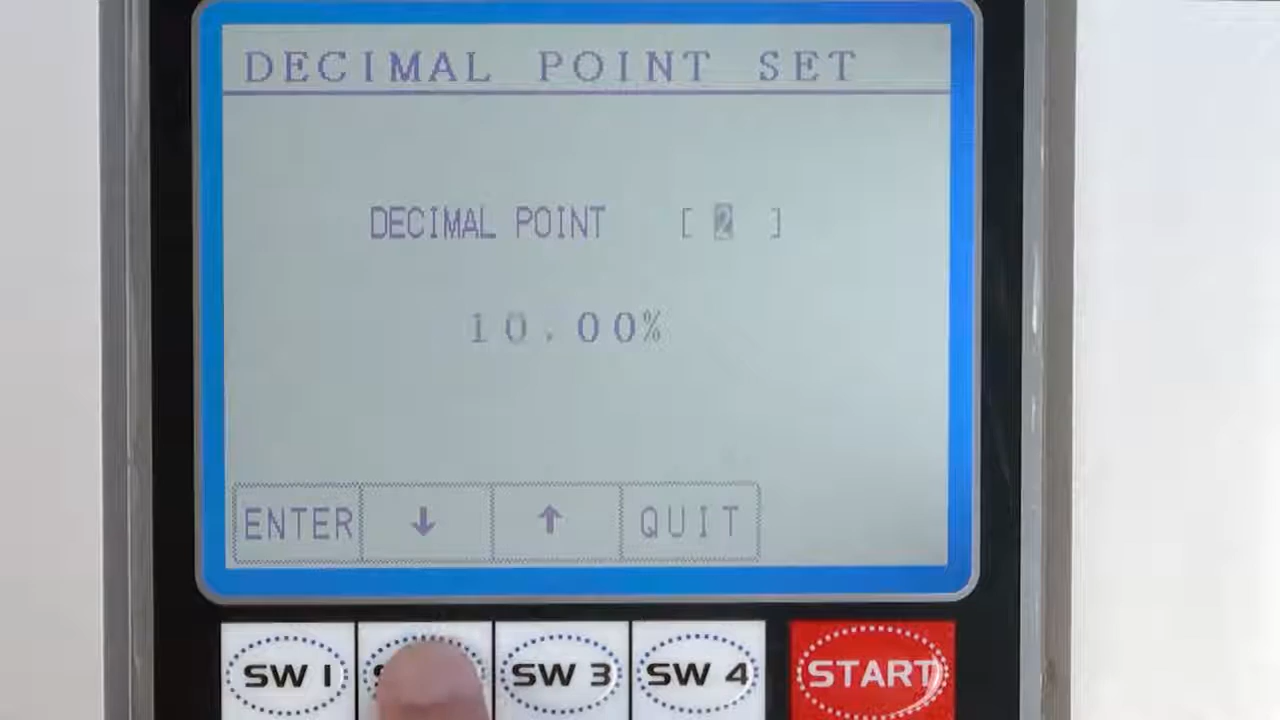 DECIMAL POINT SET
DECIMAL POINT [ 2 ]
10.00%
ENTER ↓ ↑ QUIT
SW 1 SW 3 SW 4 START